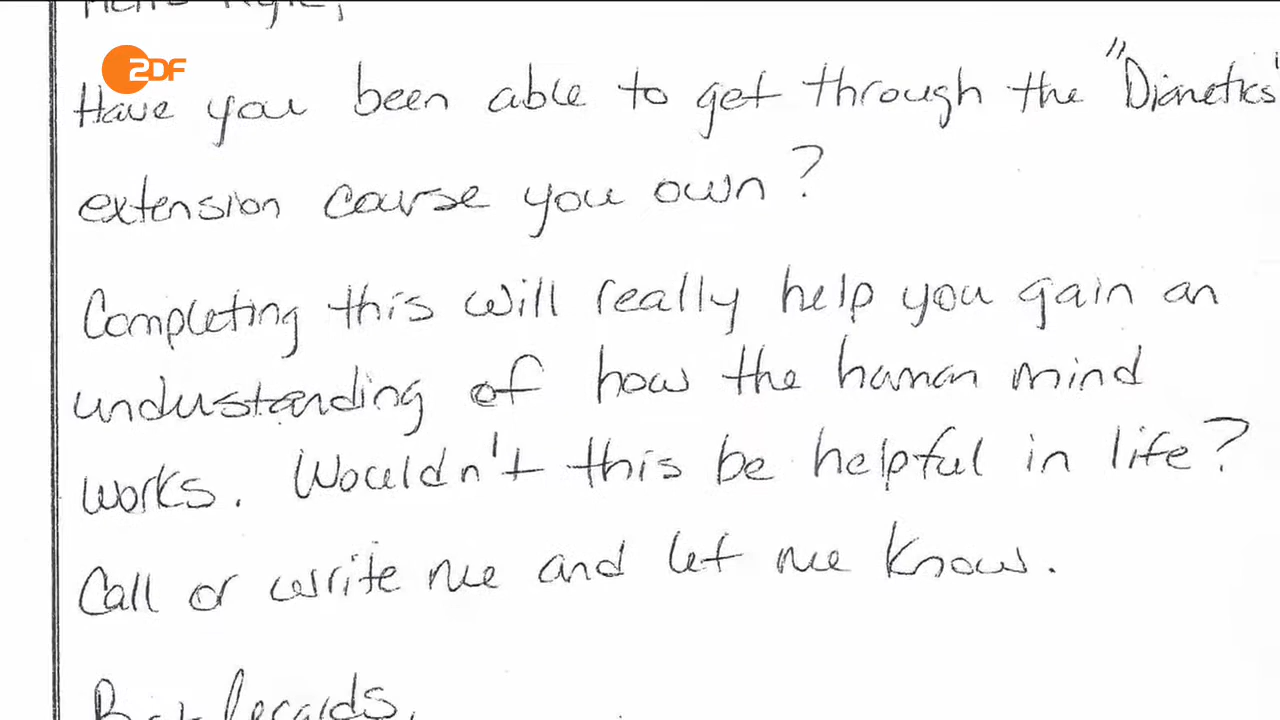 ZDF
Have you been able to get through the "Dianetics"
extension course you own?
Completing this will really help you gain an
understanding of how the human mind
works. Wouldn't this be helpful in life?
Call or write me and let me know.
Best Regards,